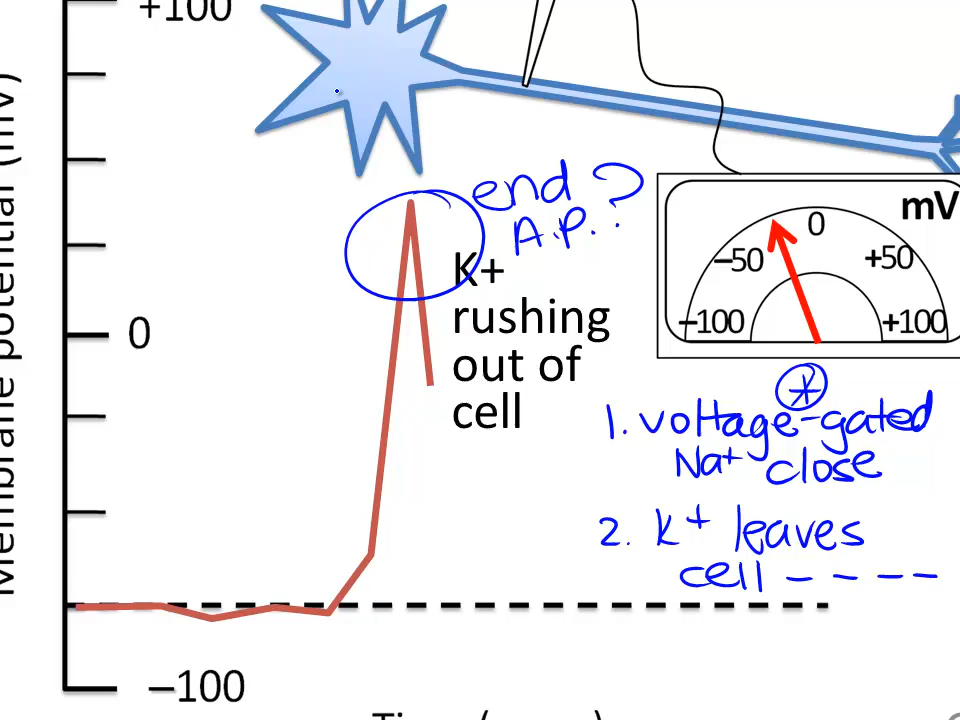 +100
Membrane potential (mV)
end ?
A.P.
mV
0
–50
+50
–100
+100
K+
rushing
out of
cell
0
1. voltage-gated
Na+ close
2. K+ leaves
cell – – – –
–100